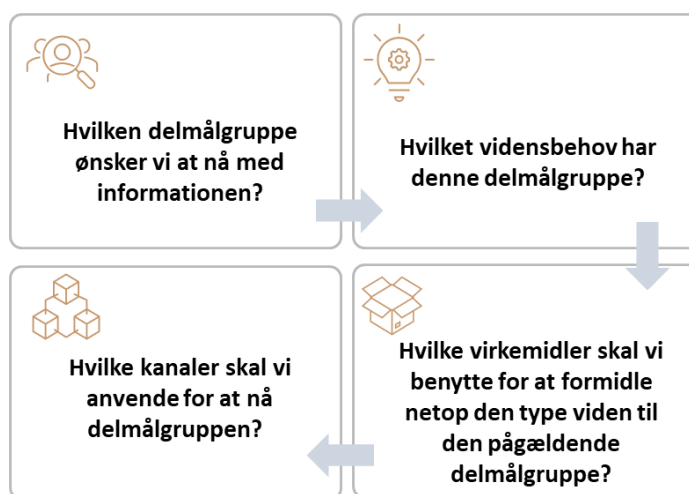 Hvilken delmålgruppe
ønsker vi at nå med
informationen?
Hvilket vidensbehov har
denne delmålgruppe?
Hvilke virkemidler skal vi
benytte for at formidle
netop den type viden til
den pågældende
delmålgruppe?
Hvilke kanaler skal vi
anvende for at nå
delmålgruppen?